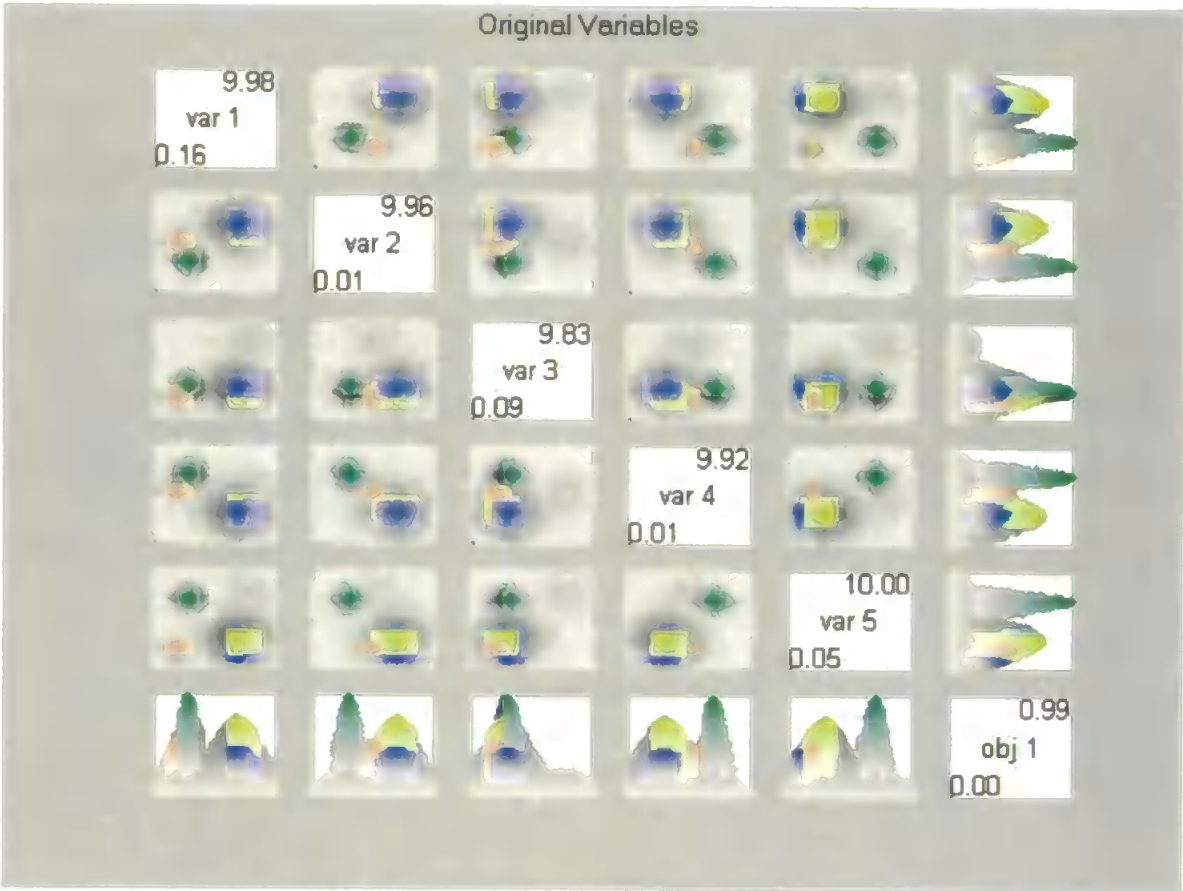 Original Variables
9.98
var 1
0.16
9.96
var 2
0.01
9.83
var 3
0.09
9.92
var 4
0.01
10.00
var 5
0.05
0.99
obj 1
0.00